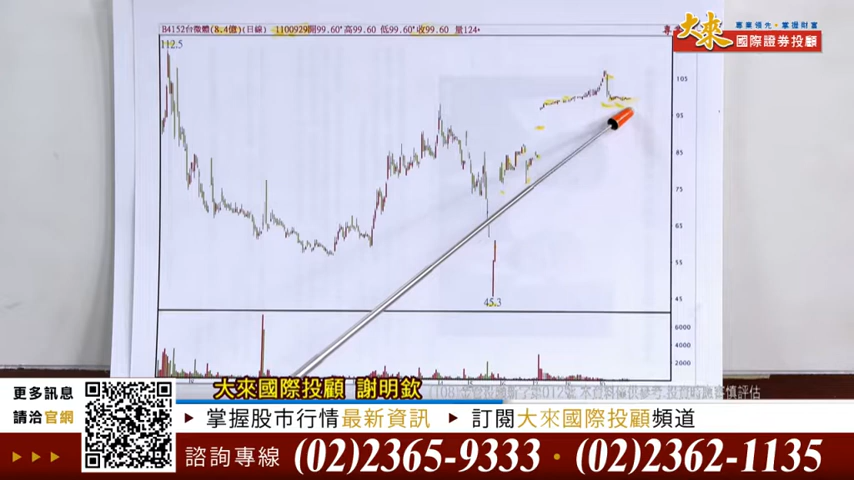 B4152台微體(8.4億)(日線) 1100929開99.60 高99.60 低99.60 收99.60 量124
大來
專業領先·掌握財富
國際證券投顧
112.5
105
95
85
75
65
55
45
45.3
6000
4000
2000
大來國際投顧 謝明欽
更多訊息
請洽官網
掌握股市行情最新資訊
訂閱大來國際投顧頻道
諮詢專線 (02)2365-9333·(02)2362-1135